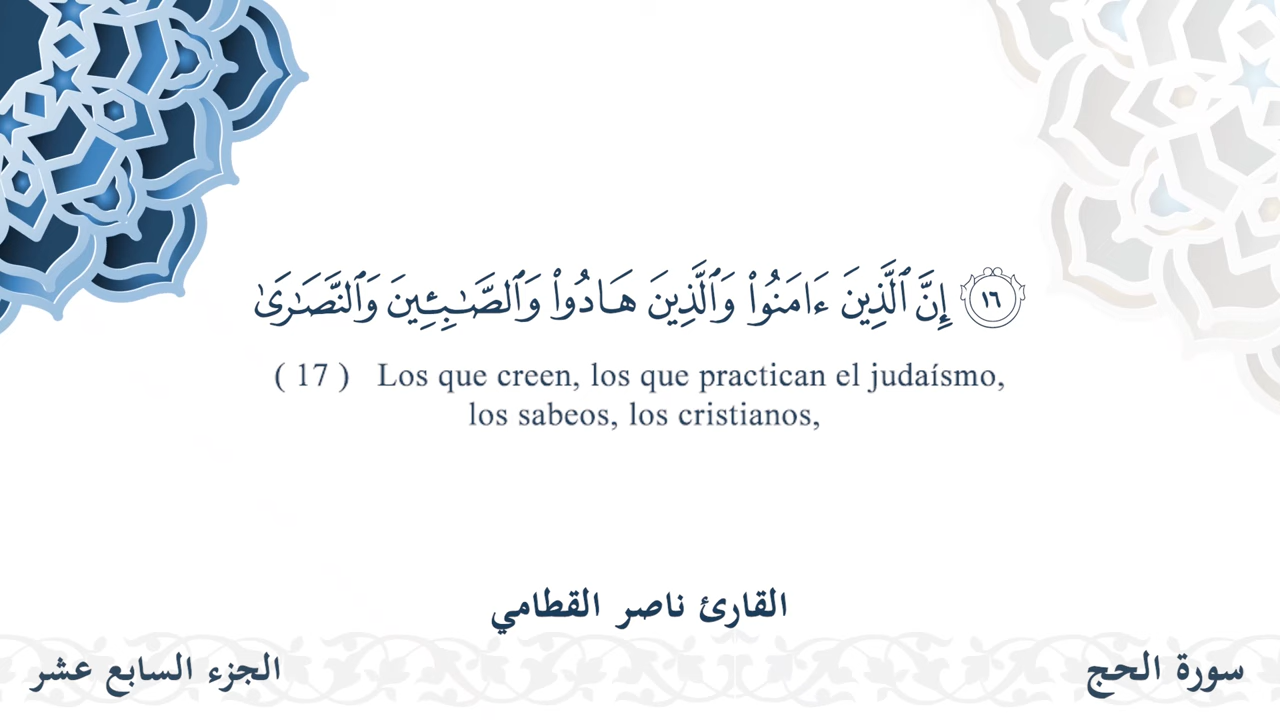 ١٦ إِنَّ ٱلَّذِينَ ءَامَنُوا۟ وَٱلَّذِينَ هَادُوا۟ وَٱلصَّـٰبِـِٔينَ وَٱلنَّصَـٰرَىٰ
( 17 ) Los que creen, los que practican el judaísmo,
los sabeos, los cristianos,
القارئ ناصر القطامي
سورة الحج
الجزء السابع عشر